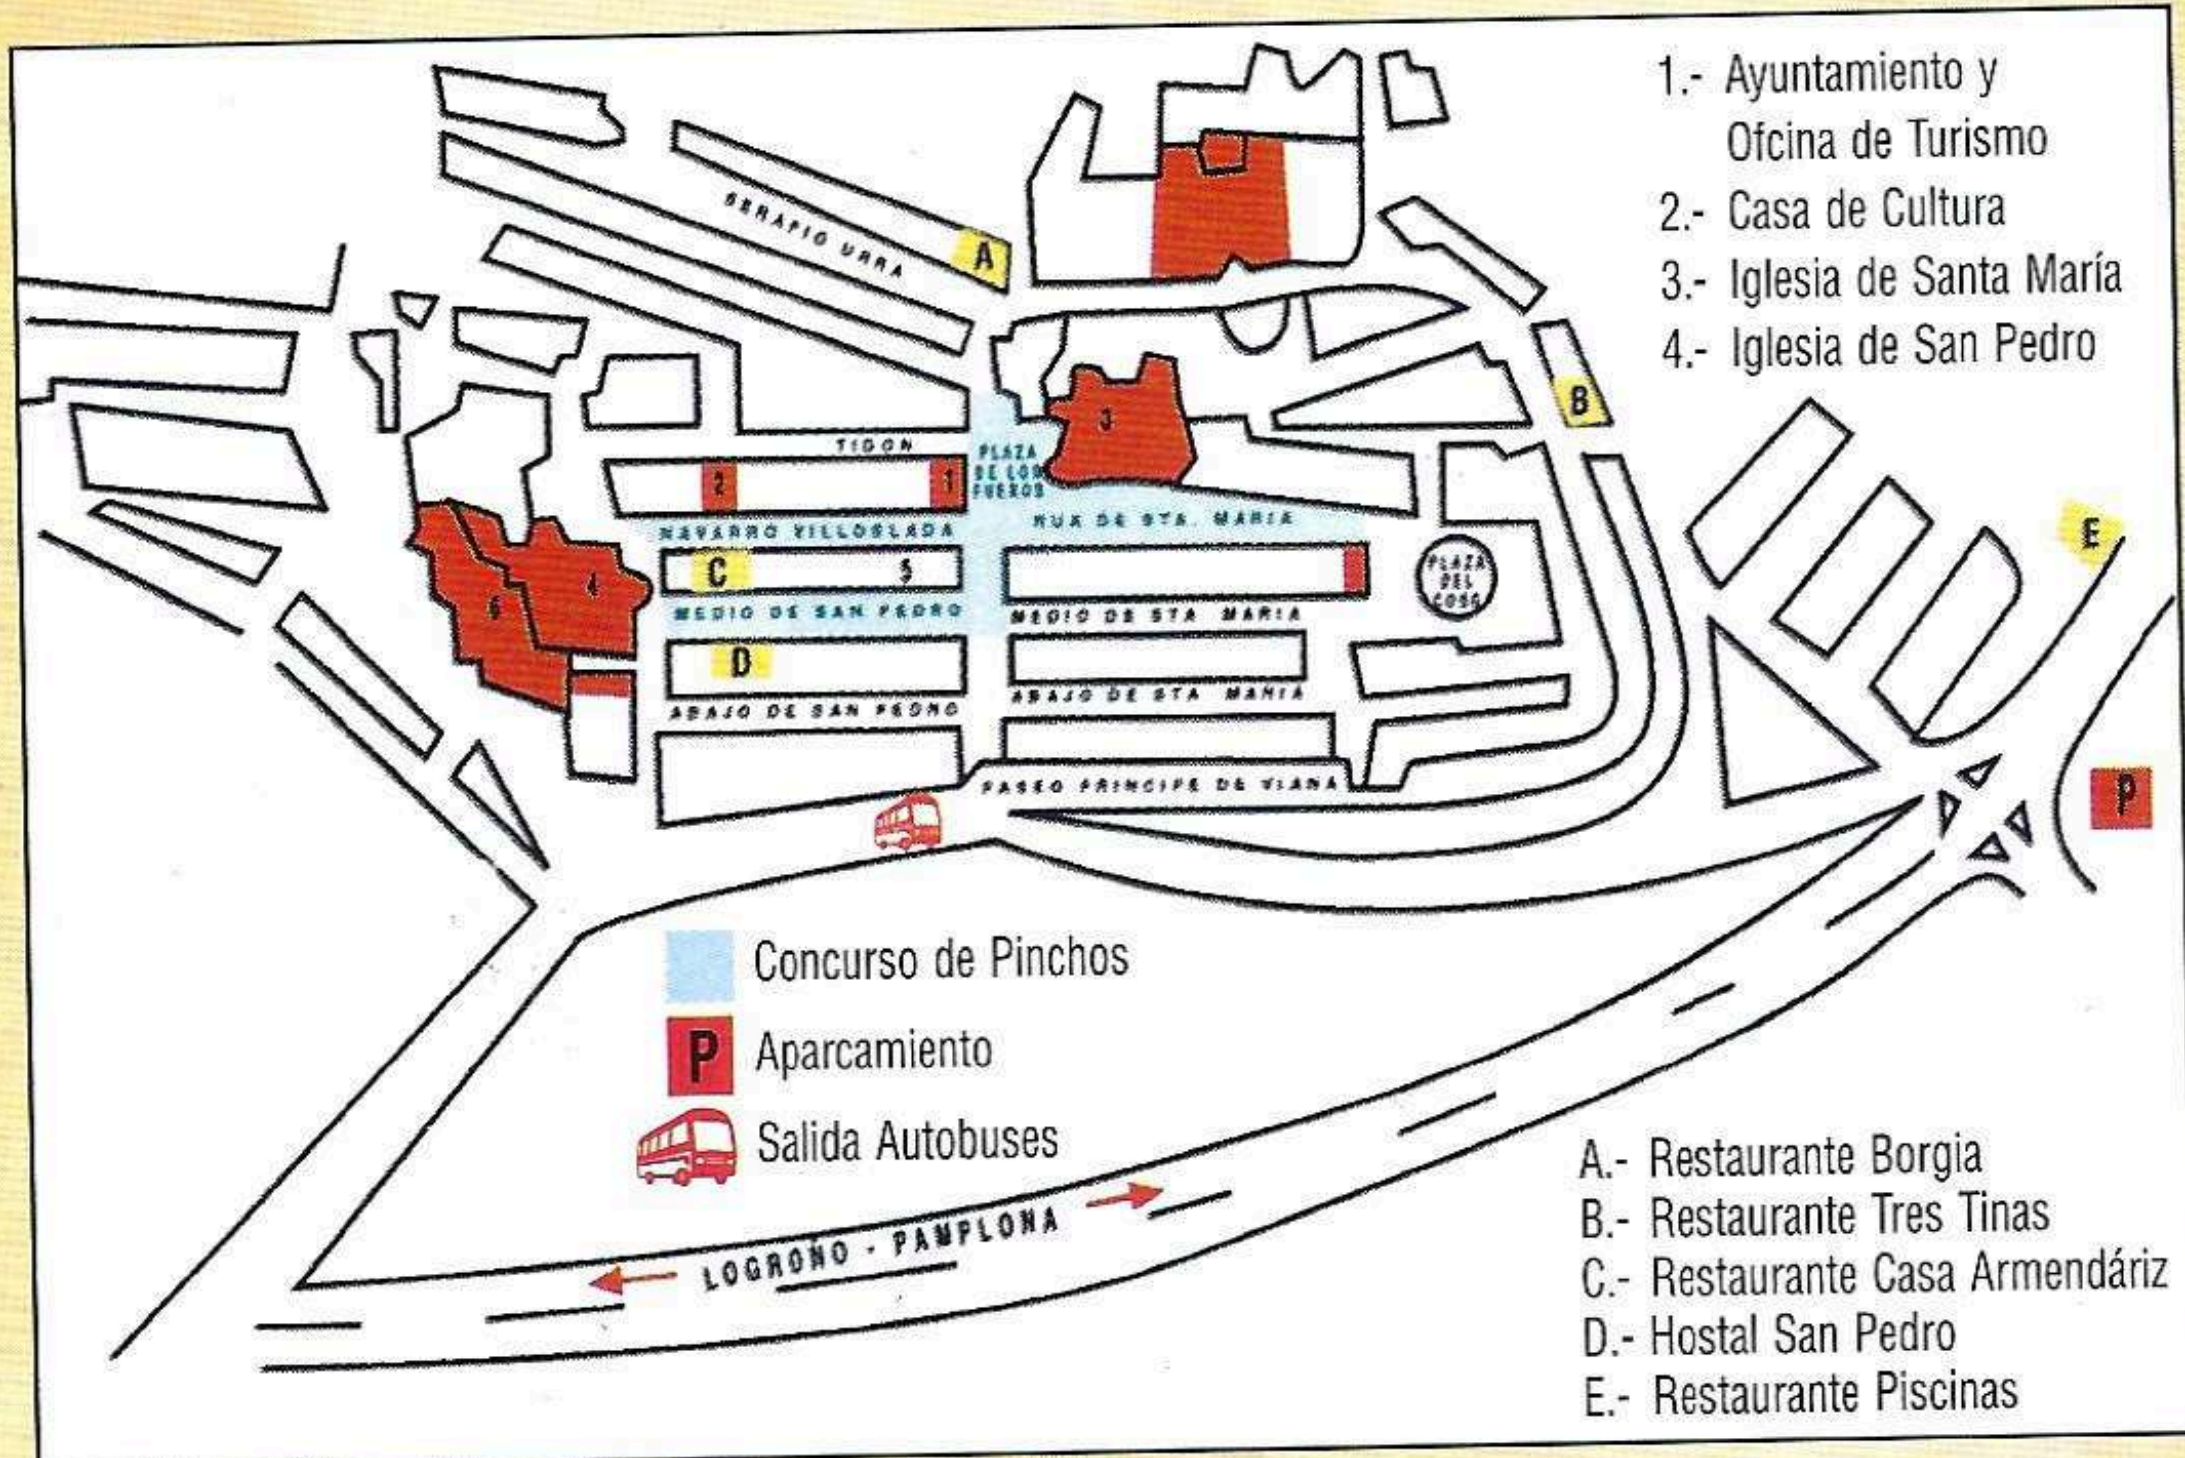 1.- Ayuntamiento y
Ofcina de Turismo
2.- Casa de Cultura
3.- Iglesia de Santa María
4.- Iglesia de San Pedro
SERAPIO URRA
A
B
3
TIDON
PLAZA
DE LOS
FUEROS
2
1
E
NAVARRO VILLOSLADA
RUA DE STA. MARIA
C
5
4
6
PLAZA
DEL
COSO
MEDIO DE SAN PEDRO
MEDIO DE STA MARIA
D
ABAJO DE SAN PEDRO
ABAJO DE STA MARIA
PASEO PRINCIPE DE VIANA
P
Concurso de Pinchos
P Aparcamiento
Salida Autobuses
LOGROÑO - PAMPLONA
A.- Restaurante Borgia
B.- Restaurante Tres Tinas
C.- Restaurante Casa Armendáriz
D.- Hostal San Pedro
E.- Restaurante Piscinas